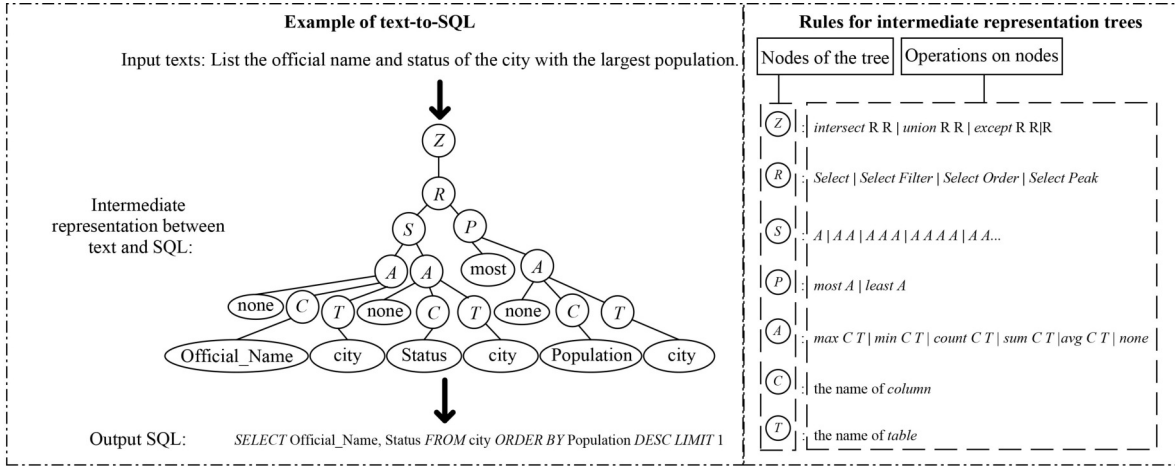 Example of text-to-SQL
Input texts: List the official name and status of the city with the largest population.
Z
R
Intermediate
representation between
text and SQL:
S
P
A
A
most
A
none
C
T
none
C
T
none
C
T
Official_Name
city
Status
city
Population
city
Output SQL: SELECT Official_Name, Status FROM city ORDER BY Population DESC LIMIT 1
Rules for intermediate representation trees
Nodes of the tree
Operations on nodes
Z : intersect R R | union R R | except R R|R
R : Select | Select Filter | Select Order | Select Peak
S : A | A A | A A A | A A A A | A A...
P : most A | least A
A : max C T | min C T | count C T | sum C T |avg C T | none
C : the name of column
T : the name of table